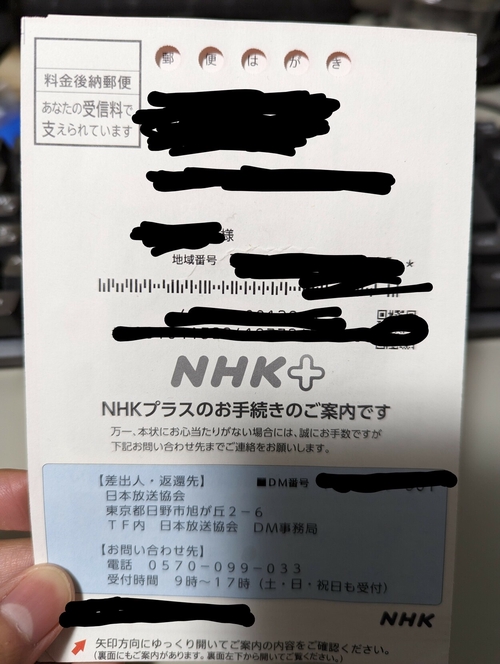 郵便はがき
料金後納郵便
あなたの受信料で
支えられています
様
地域番号
*
NHK+
NHKプラスのお手続きのご案内です
万一、本状にお心当たりがない場合には、誠にお手数ですが
下記お問い合わせ先までご連絡をお願いします。
【差出人・返還先】
■DM番号
日本放送協会
東京都日野市旭が丘2-6
TF内 日本放送協会 DM事務局
【お問い合わせ先】
電話 0570-099-033
受付時間 9時~17時(土・日・祝日も受付)
NHK
矢印方向にゆっくり開いてご案内の内容をご確認ください。
(裏面にもご案内があります。裏面左下から開いてご覧ください。)